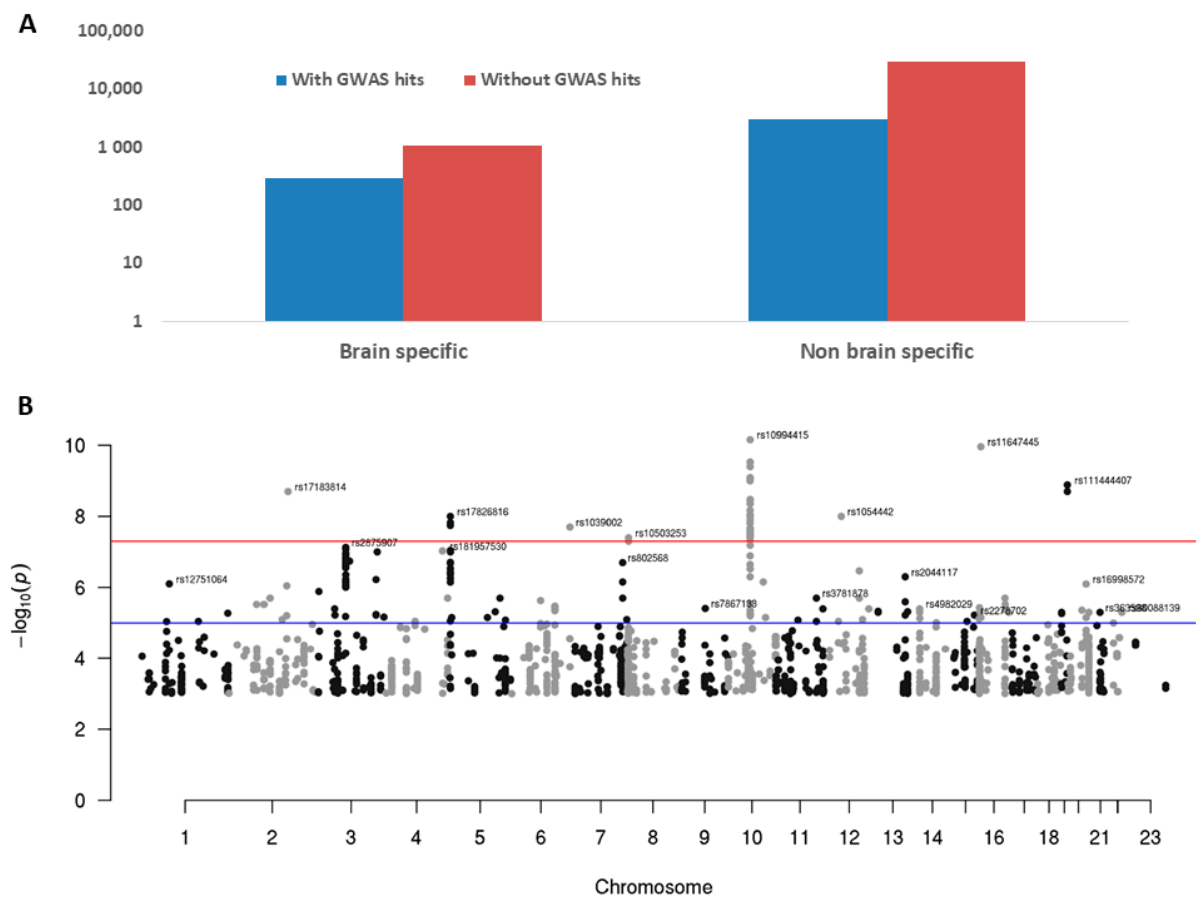 A
100,000
With GWAS hits Without GWAS hits
10,000
1 000
100
10
1
Brain specific Non brain specific
B
10
rs10994415 rs11647445
rs17183814 rs111444407
8
rs17826816 rs1039002 rs1054442
rs10503253
rs2875907 rs181957530
rs802568
rs12751064 rs2044117 rs16998572
6
rs7867133 rs3781878 rs4982029 rs2278702
4
2
0
−log10(p)
1 2 3 4 5 6 7 8 9 10 11 12 13 14 16 18 21 23
Chromosome